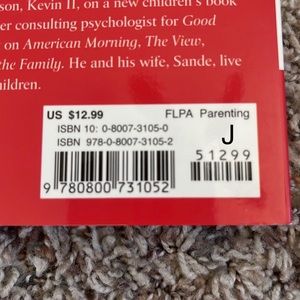 son, Kevin II, on a new children's book
er consulting psychologist for Good
on American Morning, The View,
the Family. He and his wife, Sande, live
hildren.
US $12.99 FLPA Parenting
ISBN 10: 0-8007-3105-0
ISBN 978-0-8007-3105-2
J
51299
9 780800 731052